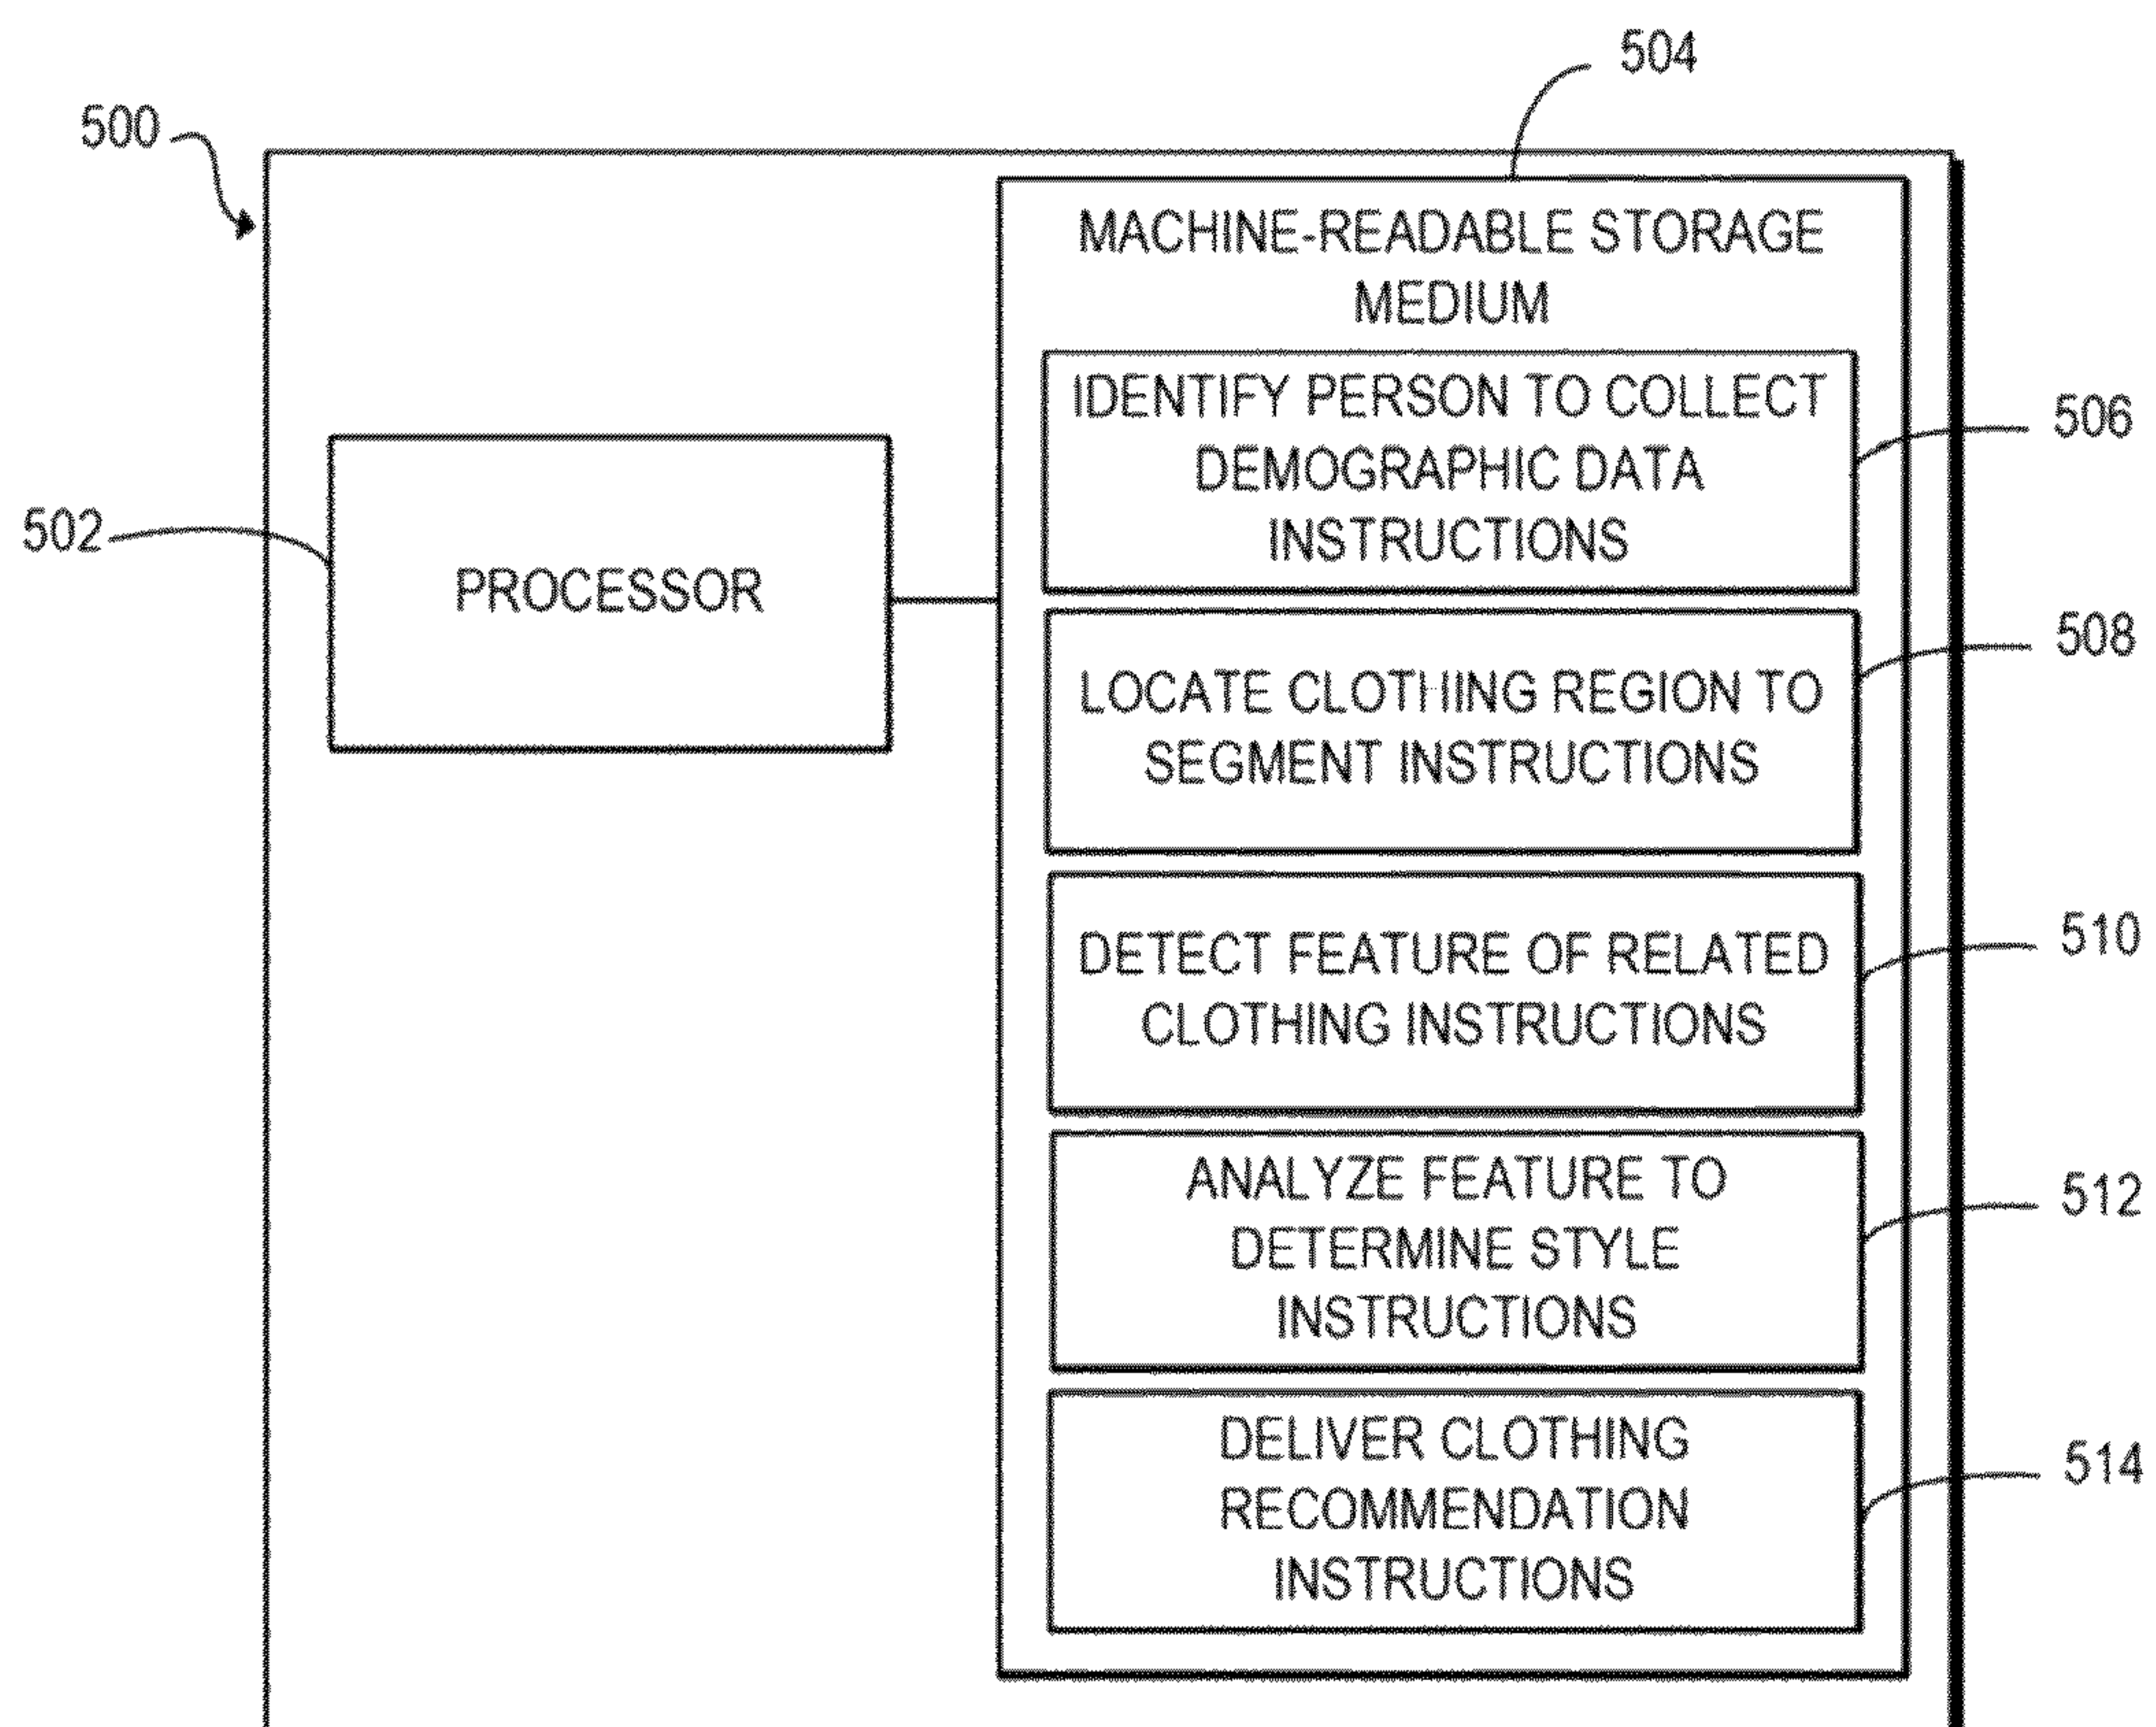 504
500
MACHINE-READABLE STORAGE
MEDIUM
IDENTIFY PERSON TO COLLECT
DEMOGRAPHIC DATA
INSTRUCTIONS
506
502
PROCESSOR
LOCATE CLOTHING REGION TO
SEGMENT INSTRUCTIONS
508
DETECT FEATURE OF RELATED
CLOTHING INSTRUCTIONS
510
ANALYZE FEATURE TO
DETERMINE STYLE
INSTRUCTIONS
512
DELIVER CLOTHING
RECOMMENDATION
INSTRUCTIONS
514